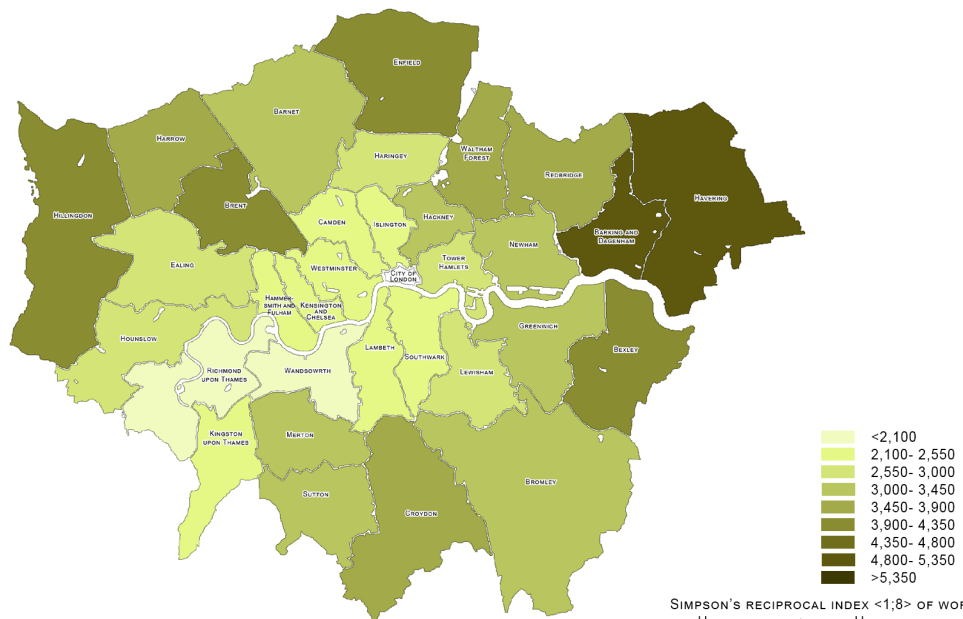 ENFIELD
BARNET
HARROW
WALTHAM
FOREST
HARINGEY
REDBRIDGE
HAVERING
HILLINGDON
BRENT
CAMDEN
ISLINGTON
HACKNEY
NEWHAM
BARKING AND
DAGENHAM
EALING
WESTMINSTER
CITY OF
LONDON
TOWER
HAMLETS
HAMMER-
SMITH AND
FULHAM
KENSINGTON
AND
CHELSEA
HOUNSLOW
GREENWICH
BEXLEY
RICHMOND
UPON THAMES
WANDSOWRTH
LAMBETH
SOUTHWARK
LEWISHAM
KINGSTON
UPON THAMES
MERTON
SUTTON
CROYDON
BROMLEY
<2,100
2,100- 2,550
2,550- 3,000
3,000- 3,450
3,450- 3,900
3,900- 4,350
4,350- 4,800
4,800- 5,350
>5,350
SIMPSON'S RECIPROCAL INDEX <1;8> OF WOR